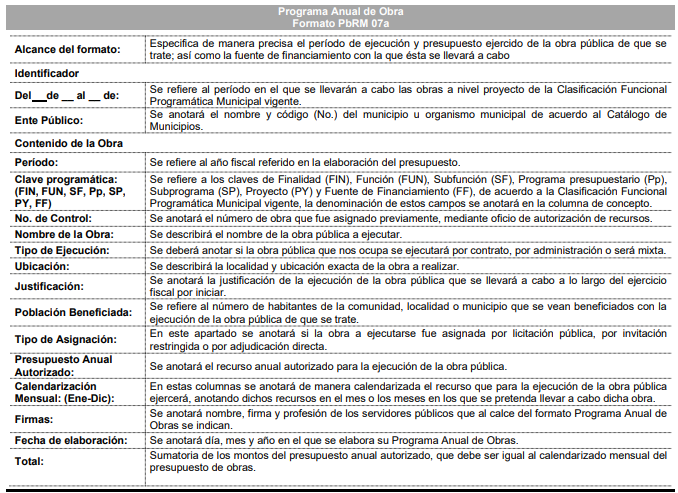 Programa Anual de Obra
Formato PbRM 07a
Alcance del formato: Especifica de manera precisa el período de ejecución y presupuesto ejercido de la obra pública de que se
trate; así como la fuente de financiamiento con la que ésta se llevará a cabo
Identificador
Del__de __ al __ de: Se refiere al período en el que se llevarán a cabo las obras a nivel proyecto de la Clasificación Funcional
Programática Municipal vigente.
Ente Público: Se anotará el nombre y código (No.) del municipio u organismo municipal de acuerdo al Catálogo de
Municipios.
Contenido de la Obra
Período: Se refiere al año fiscal referido en la elaboración del presupuesto.
Clave programática: Se refiere a los claves de Finalidad (FIN), Función (FUN), Subfunción (SF), Programa presupuestario (Pp),
(FIN, FUN, SF, Pp, SP, Subprograma (SP), Proyecto (PY) y Fuente de Financiamiento (FF), de acuerdo a la Clasificación Funcional
PY, FF) Programática Municipal vigente, la denominación de estos campos se anotará en la columna de concepto.
No. de Control: Se anotará el número de obra que fue asignado previamente, mediante oficio de autorización de recursos.
Nombre de la Obra: Se describirá el nombre de la obra pública a ejecutar.
Tipo de Ejecución: Se deberá anotar si la obra pública que nos ocupa se ejecutará por contrato, por administración o será mixta.
Ubicación: Se describirá la localidad y ubicación exacta de la obra a realizar.
Justificación: Se anotará la justificación de la ejecución de la obra pública que se llevará a cabo a lo largo del ejercicio
fiscal por iniciar.
Población Beneficiada: Se refiere al número de habitantes de la comunidad, localidad o municipio que se vean beneficiados con la
ejecución de la obra pública de que se trate.
Tipo de Asignación: En este apartado se anotará si la obra a ejecutarse fue asignada por licitación pública, por invitación
restringida o por adjudicación directa.
Presupuesto Anual
Autorizado: Se anotará el recurso anual autorizado para la ejecución de la obra pública.
Calendarización En estas columnas se anotará de manera calendarizada el recurso que para la ejecución de la obra pública
Mensual: (Ene-Dic): ejercerá, anotando dichos recursos en el mes o los meses en los que se pretenda llevar a cabo dicha obra.
Firmas: Se anotará nombre, firma y profesión de los servidores públicos que al calce del formato Programa Anual de
Obras se indican.
Fecha de elaboración: Se anotará día, mes y año en el que se elabora su Programa Anual de Obras.
Total: Sumatoria de los montos del presupuesto anual autorizado, que debe ser igual al calendarizado mensual del
presupuesto de obras.